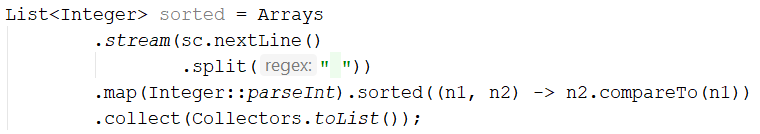 List<Integer> sorted = Arrays
.stream(sc.nextLine()
.split( regex: " "))
.map(Integer::parseInt).sorted((n1, n2) -> n2.compareTo(n1))
.collect(Collectors.toList());